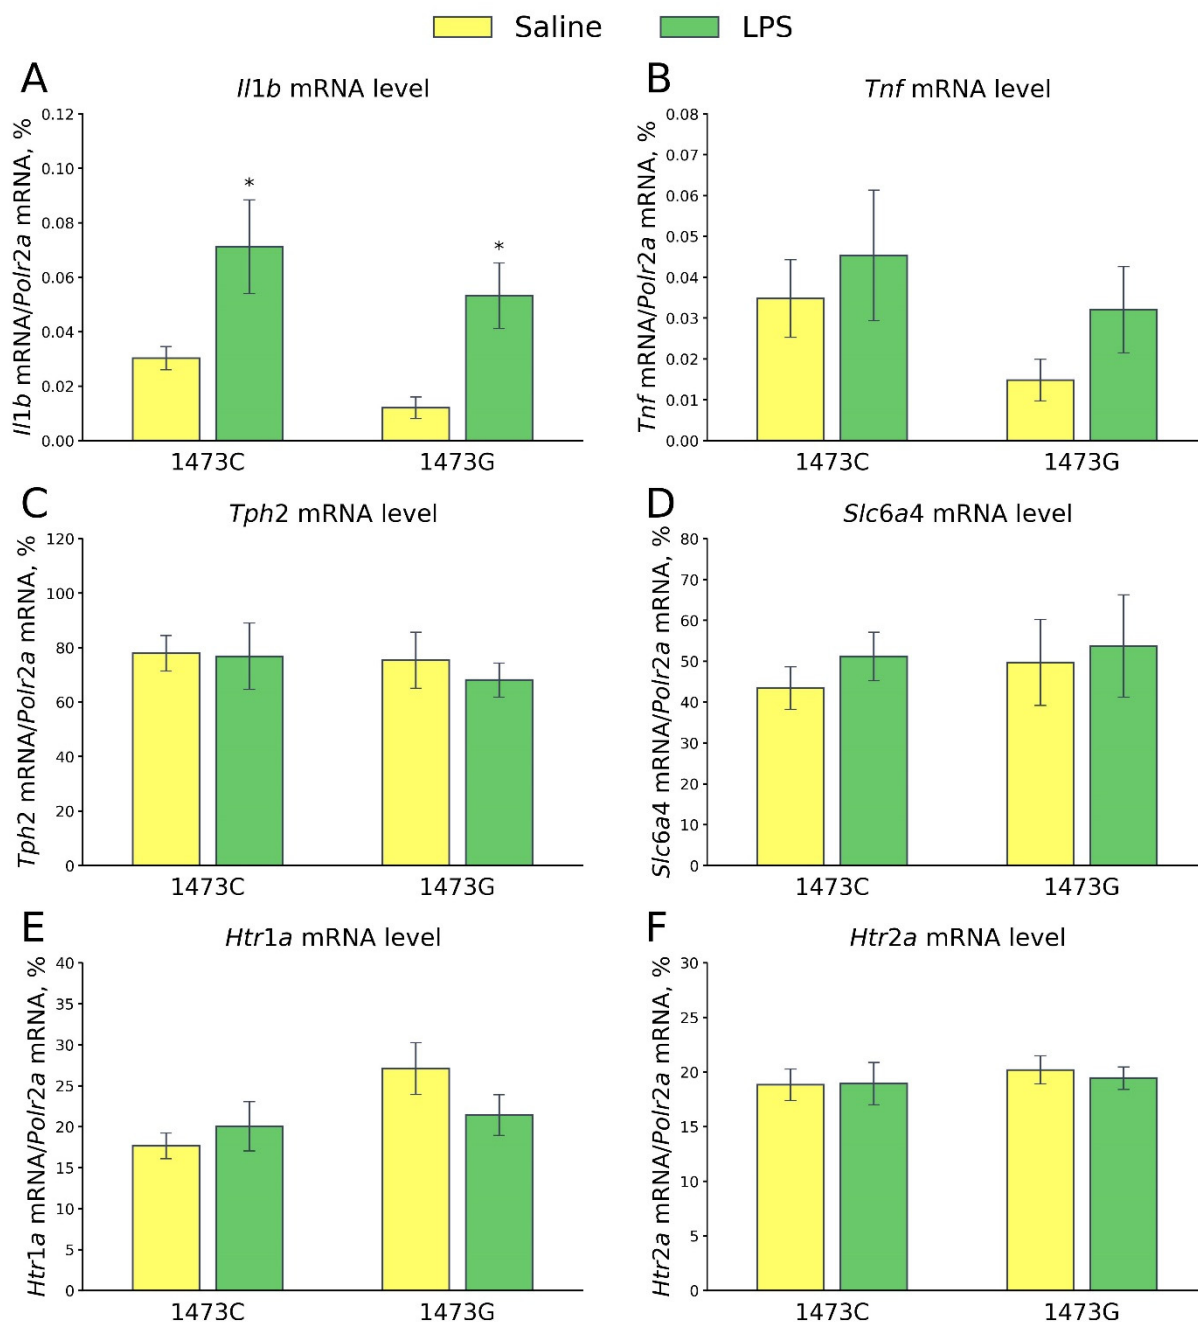 Saline LPS
A
Il1b mRNA level
Il1b mRNA/Polr2a mRNA, %
0.12
0.10
0.08
0.06
0.04
0.02
0.00
*
*
1473C 1473G
B
Tnf mRNA level
Tnf mRNA/Polr2a mRNA, %
0.08
0.07
0.06
0.05
0.04
0.03
0.02
0.01
0.00
1473C 1473G
C
Tph2 mRNA level
Tph2 mRNA/Polr2a mRNA, %
120
100
80
60
40
20
0
1473C 1473G
D
Slc6a4 mRNA level
Slc6a4 mRNA/Polr2a mRNA, %
80
70
60
50
40
30
20
10
0
1473C 1473G
E
Htr1a mRNA level
Htr1a mRNA/Polr2a mRNA, %
40
35
30
25
20
15
10
5
0
1473C 1473G
F
Htr2a mRNA level
Htr2a mRNA/Polr2a mRNA, %
30
25
20
15
10
5
0
1473C 1473G